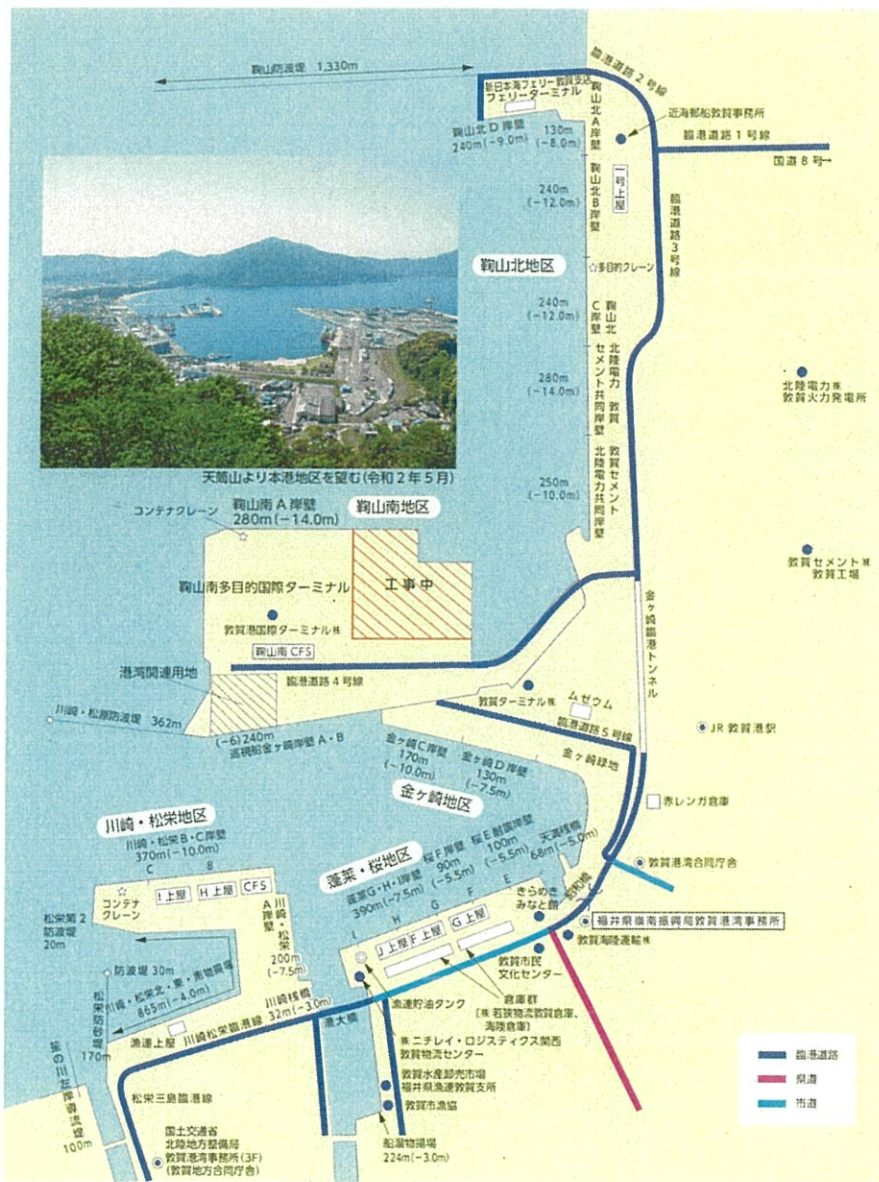 鞠山防波堤 1,330m
臨港道路2号線
新日本海フェリー敦賀支店
フェリーターミナル
鞠山北A岸壁
130m
(-8.0m)
鞠山北D岸壁
240m(-9.0m)
近海郵船敦賀事務所
臨港道路1号線
国道8号→
一号上屋
鞠山北B岸壁
240m
(-12.0m)
臨港道路3号線
鞠山北地区
☆多目的クレーン
240m
(-12.0m)
鞠山北
C岸壁
280m
(-14.0m)
北陸電力 敦賀
セメント共同岸壁
北陸電力㈱
敦賀火力発電所
250m
(-10.0m)
敦賀セメント
北陸電力共同岸壁
敦賀セメント㈱
敦賀工場
天筒山より本港地区を望む(令和2年5月)
コンテナクレーン
鞠山南A岸壁
280m(-14.0m)
鞠山南地区
鞠山南多目的国際ターミナル
工事中
敦賀港国際ターミナル㈱
鞠山南CFS
港湾関連用地
臨港道路4号線
金ヶ崎臨港トンネル
敦賀ターミナル㈱
ムゼウム
臨港道路5号線
JR敦賀港駅
川崎・松原防波堤 362m
(-6)240m
巡視船金ヶ崎岸壁A・B
金ヶ崎C岸壁
170m
(-10.0m)
金ヶ崎D岸壁
130m
(-7.5m)
金ヶ崎緑地
金ヶ崎地区
赤レンガ倉庫
川崎・松栄地区
川崎・松栄B・C岸壁
370m(-10.0m)
C
B
コンテナ
クレーン
I上屋
H上屋
CFS
川崎・松栄
A岸壁
200m
(-7.5m)
蓬莱・桜地区
蓬莱G・H・I岸壁
390m(-7.5m)
桜F岸壁
90m
(-5.5m)
桜E耐震岸壁
100m
(-5.5m)
天満桟橋
68m(-5.0m)
敦賀港湾合同庁舎
I
H
G
F
E
J上屋
F上屋
G上屋
きらめき
みなと館
昭和橋
福井県嶺南振興局敦賀港湾事務所
敦賀海陸運輸㈱
敦賀市民
文化センター
松栄第2
防波堤
20m
防波堤30m
川崎・松栄北・東・南物揚場
865m(-4.0m)
松栄防砂堤
170m
川崎桟橋
32m(-3.0m)
漁連上屋
川崎松栄臨港線
港大橋
漁連貯油タンク
倉庫群
(㈱若狭物流敦賀倉庫、
海陸倉庫)
㈱ニチレイ・ロジスティクス関西
敦賀物流センター
敦賀水産卸売市場
福井県漁連敦賀支所
敦賀市漁協
船溜物揚場
224m(-3.0m)
笙の川左岸導流堤
100m
松栄三島臨港線
国土交通省
北陸地方整備局
敦賀港湾事務所(3F)
(敦賀地方合同庁舎)
臨港道路
県道
市道